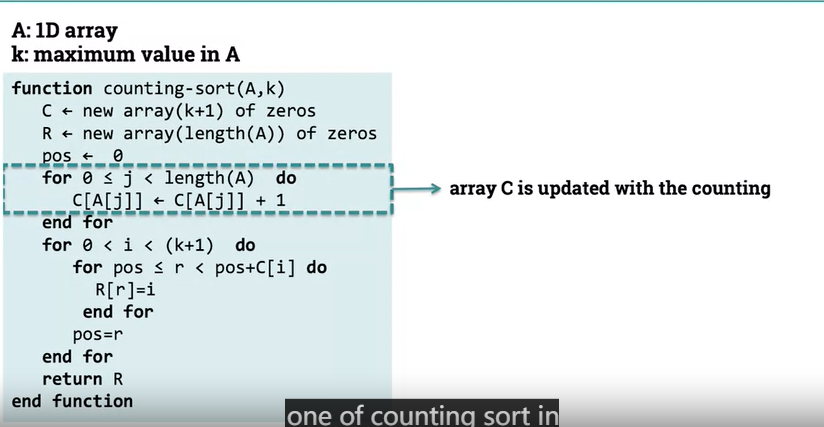 A: 1D array
k: maximum value in A
function counting-sort(A,k)
C ← new array(k+1) of zeros
R ← new array(length(A)) of zeros
pos ← 0
for 0 ≤ j < length(A) do
C[A[j]] ← C[A[j]] + 1
array C is updated with the counting
end for
for 0 < i < (k+1) do
for pos ≤ r < pos+C[i] do
R[r]=i
end for
pos=r
end for
return R
end function
one of counting sort in